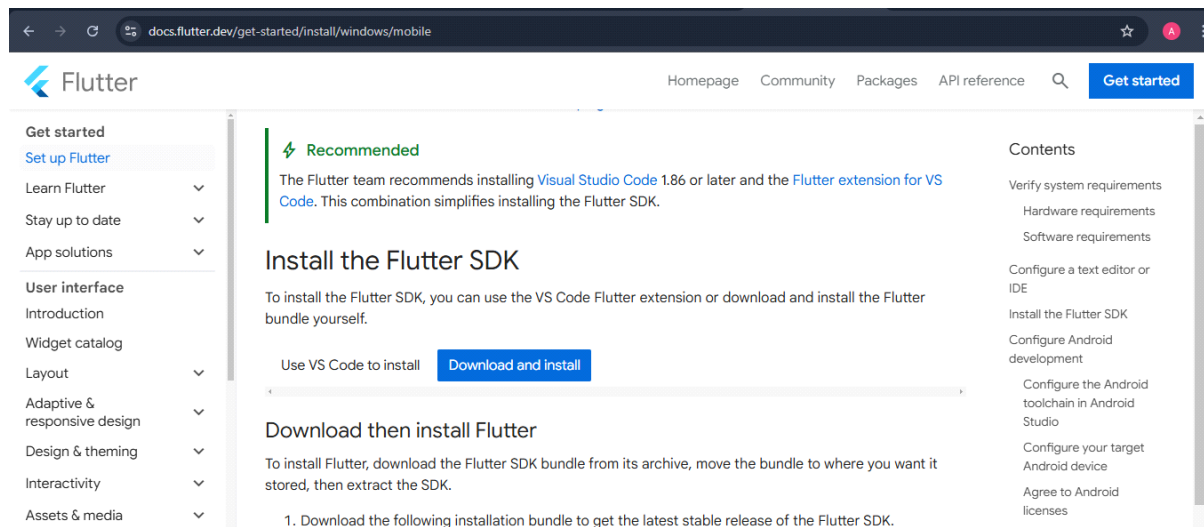 docs.flutter.dev/get-started/install/windows/mobile
A
Flutter
Homepage
Community
Packages
API reference
Get started
Get started
Set up Flutter
Learn Flutter
Stay up to date
App solutions
User interface
Introduction
Widget catalog
Layout
Adaptive &
responsive design
Design & theming
Interactivity
Assets & media
Recommended
The Flutter team recommends installing Visual Studio Code 1.86 or later and the Flutter extension for VS
Code. This combination simplifies installing the Flutter SDK.
Install the Flutter SDK
To install the Flutter SDK, you can use the VS Code Flutter extension or download and install the Flutter
bundle yourself.
Use VS Code to install
Download and install
Download then install Flutter
To install Flutter, download the Flutter SDK bundle from its archive, move the bundle to where you want it
stored, then extract the SDK.
1. Download the following installation bundle to get the latest stable release of the Flutter SDK.
Contents
Verify system requirements
Hardware requirements
Software requirements
Configure a text editor or
IDE
Install the Flutter SDK
Configure Android
development
Configure the Android
toolchain in Android
Studio
Configure your target
Android device
Agree to Android
licenses